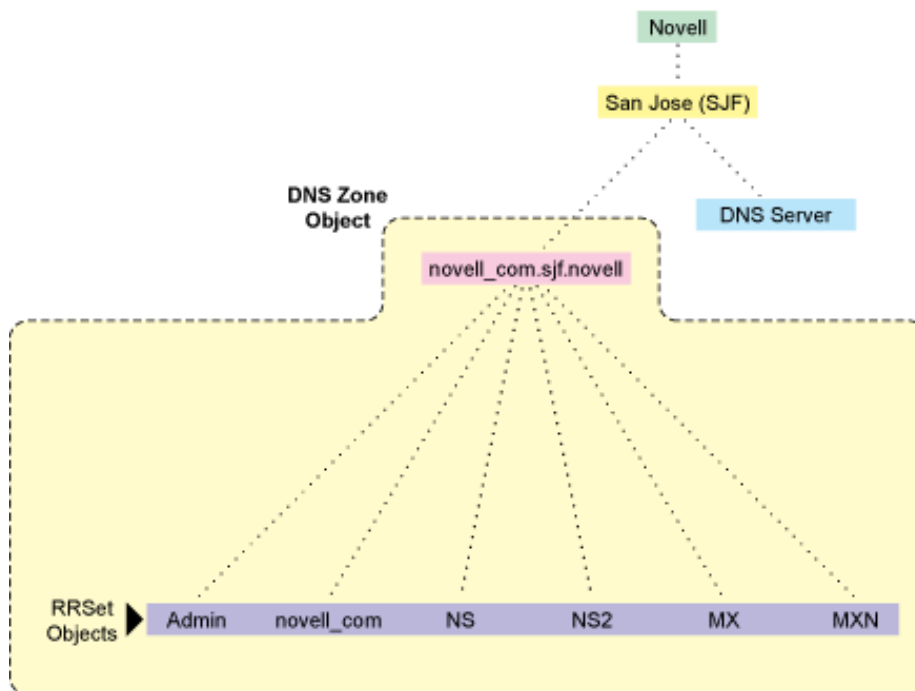 Novell
San Jose (SJF)
DNS Zone
Object
DNS Server
novell_com.sjf.novell
RRSet
Objects
Admin novell_com NS NS2 MX MXN